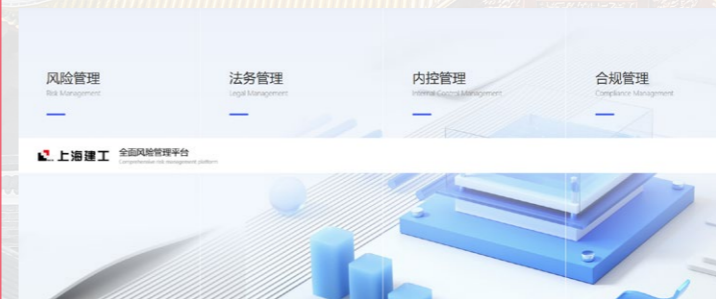 风险管理
Risk Management
法务管理
Legal Management
内控管理
Internal Control Management
合规管理
Compliance Management
上海建工
全面风险管理平台
Comprehensive risk management platform